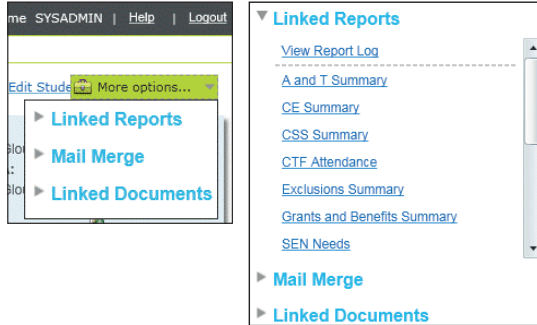 me SYSADMIN | Help | Logout
Edit Stude More options...
Linked Reports
Mail Merge
Linked Documents
Linked Reports
View Report Log
A and T Summary
CE Summary
CSS Summary
CTF Attendance
Exclusions Summary
Grants and Benefits Summary
SEN Needs
Mail Merge
Linked Documents